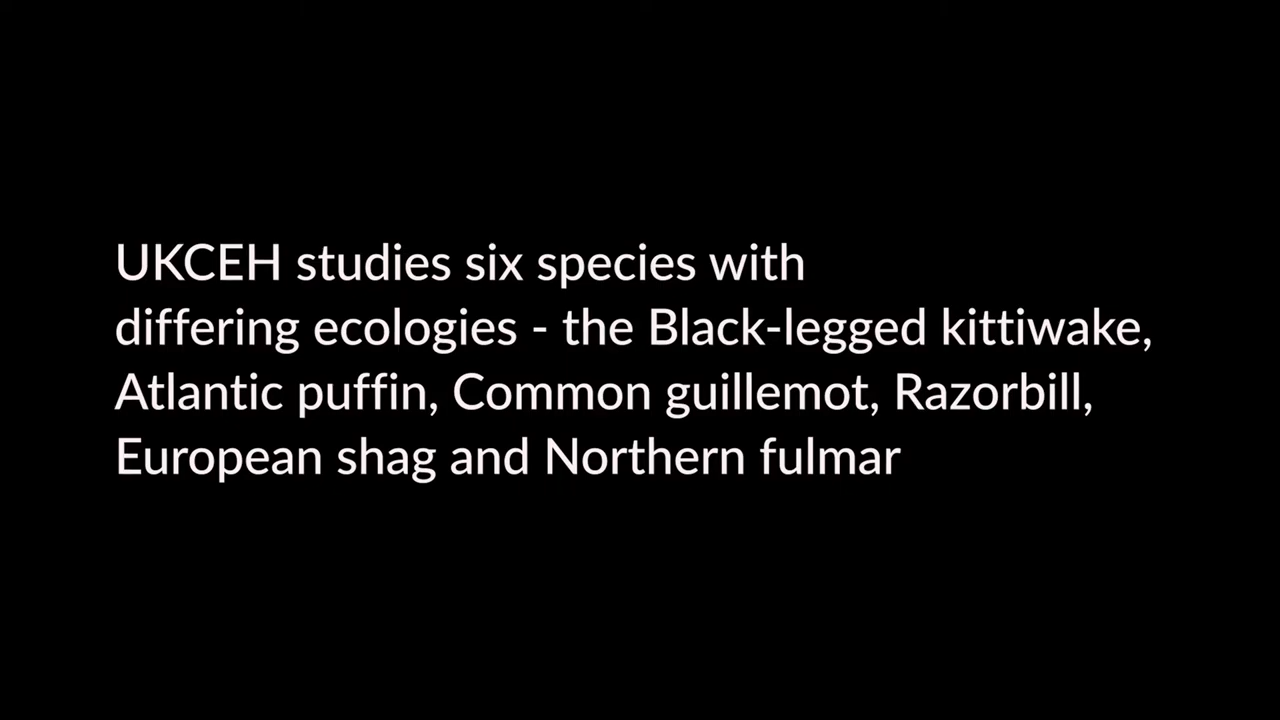 UKCEH studies six species with
differing ecologies - the Black-legged kittiwake,
Atlantic puffin, Common guillemot, Razorbill,
European shag and Northern fulmar